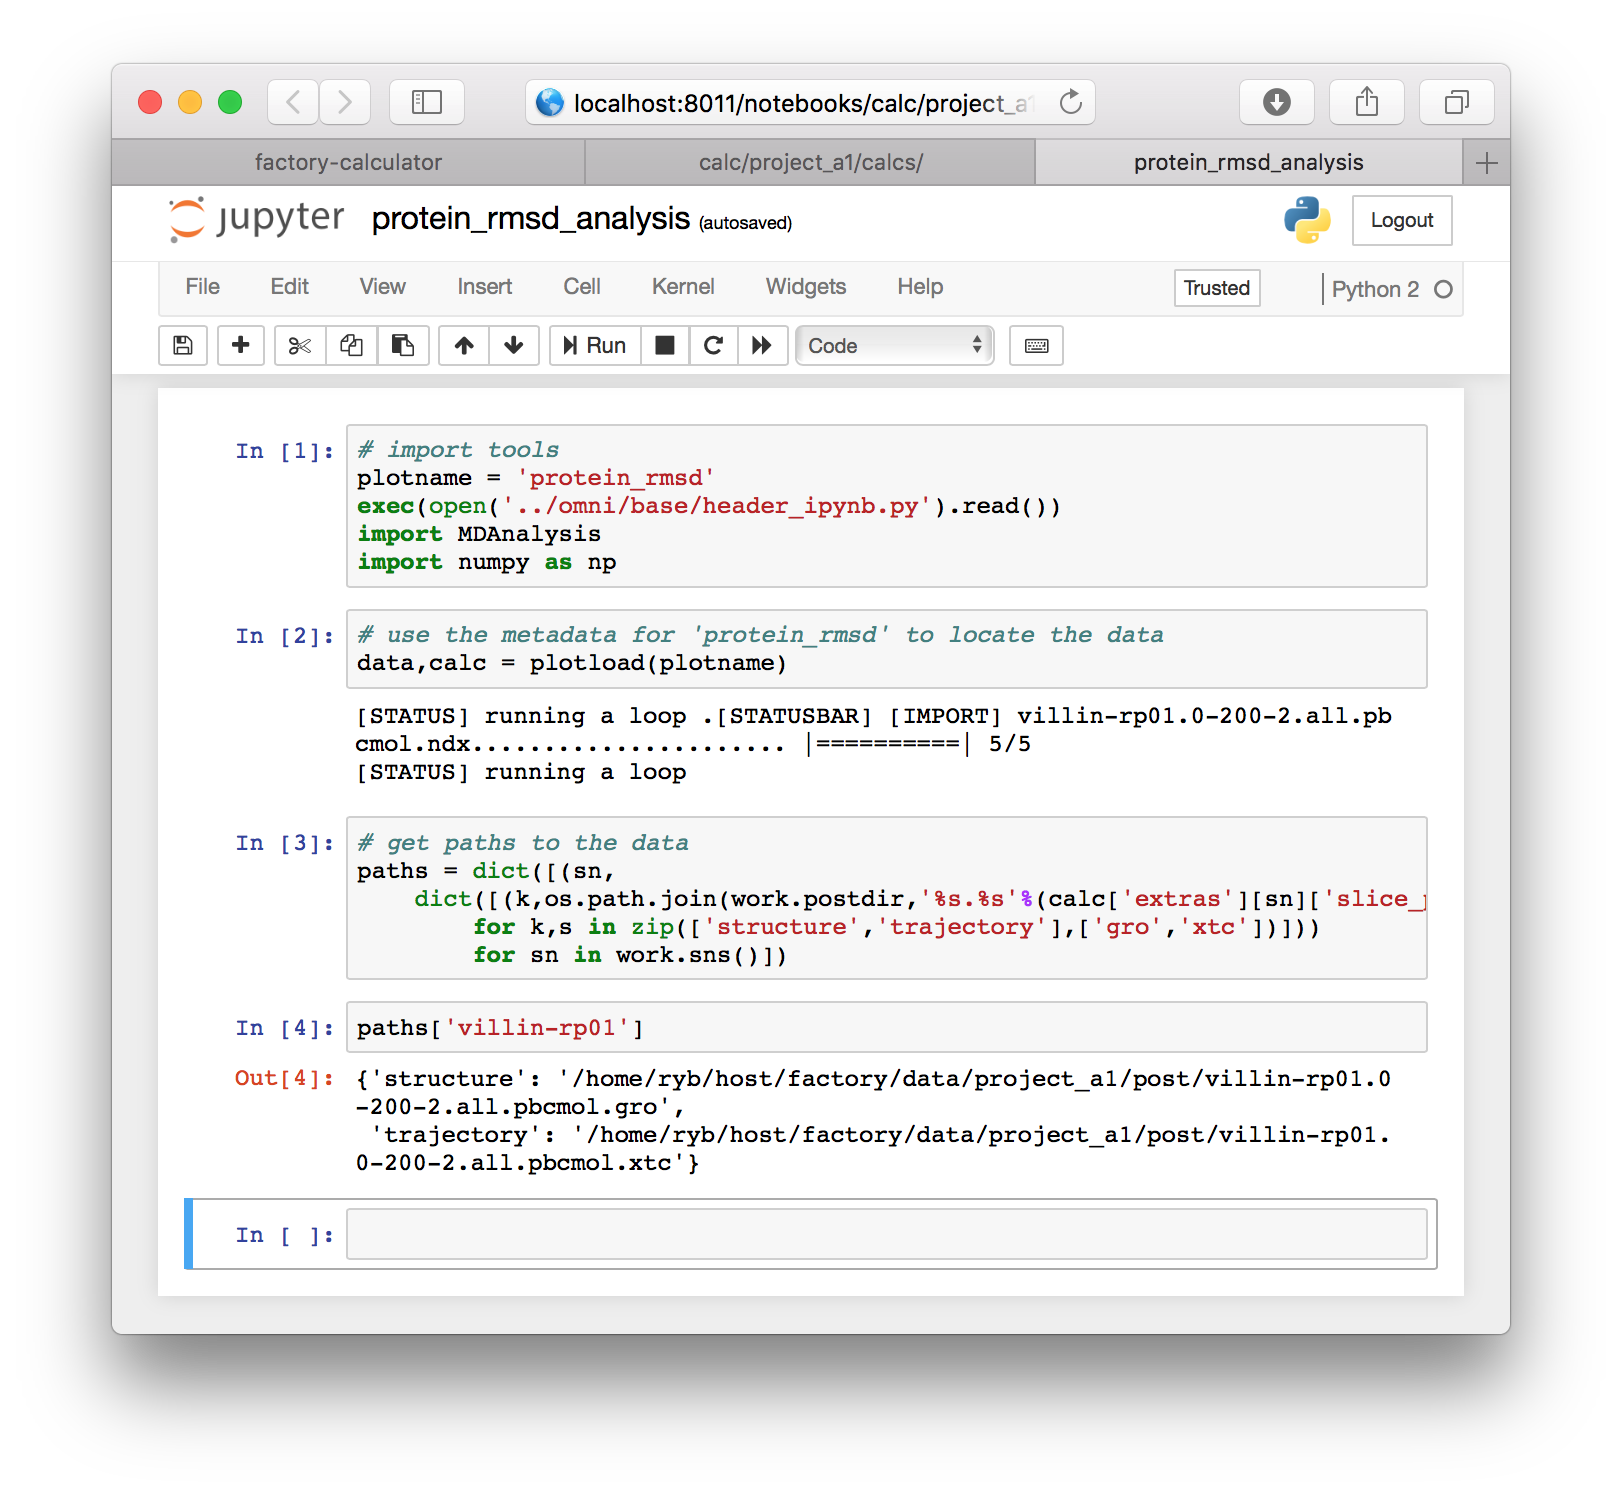 localhost:8011/notebooks/calc/project_a1
factory-calculator calc/project_a1/calcs/ protein_rmsd_analysis
jupyter protein_rmsd_analysis (autosaved) Logout
File Edit View Insert Cell Kernel Widgets Help Trusted Python 2
Run Code
In [1]: # import tools
plotname = 'protein_rmsd'
exec(open('../omni/base/header_ipynb.py').read())
import MDAnalysis
import numpy as np
In [2]: # use the metadata for 'protein_rmsd' to locate the data
data,calc = plotload(plotname)
[STATUS] running a loop .[STATUSBAR] [IMPORT] villin-rp01.0-200-2.all.pb
cmol.ndx...................... |==========| 5/5
[STATUS] running a loop
In [3]: # get paths to the data
paths = dict([(sn,
dict([(k,os.path.join(work.postdir,'%s.%s'%(calc['extras'][sn]['slice_
for k,s in zip(['structure','trajectory'],['gro','xtc'])]))
for sn in work.sns()])
In [4]: paths['villin-rp01']
Out[4]: {'structure': '/home/ryb/host/factory/data/project_a1/post/villin-rp01.0
-200-2.all.pbcmol.gro',
'trajectory': '/home/ryb/host/factory/data/project_a1/post/villin-rp01.
0-200-2.all.pbcmol.xtc'}
In [ ]: